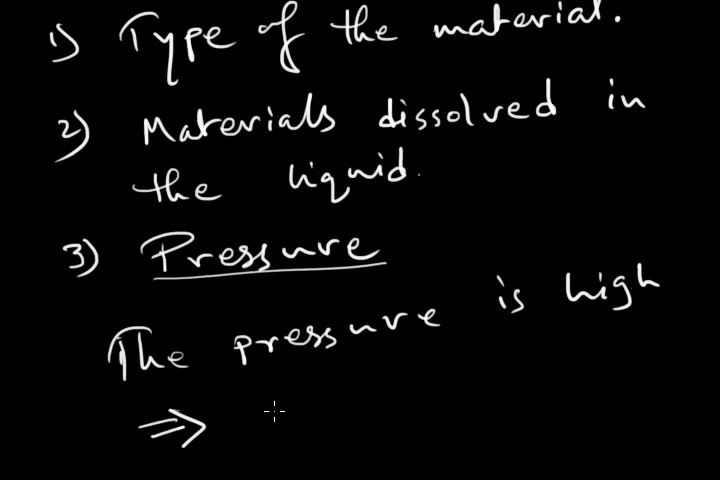 1) Type of the material.
2) Materials dissolved in
the liquid.
3) Pressure
The pressure is high
⇒